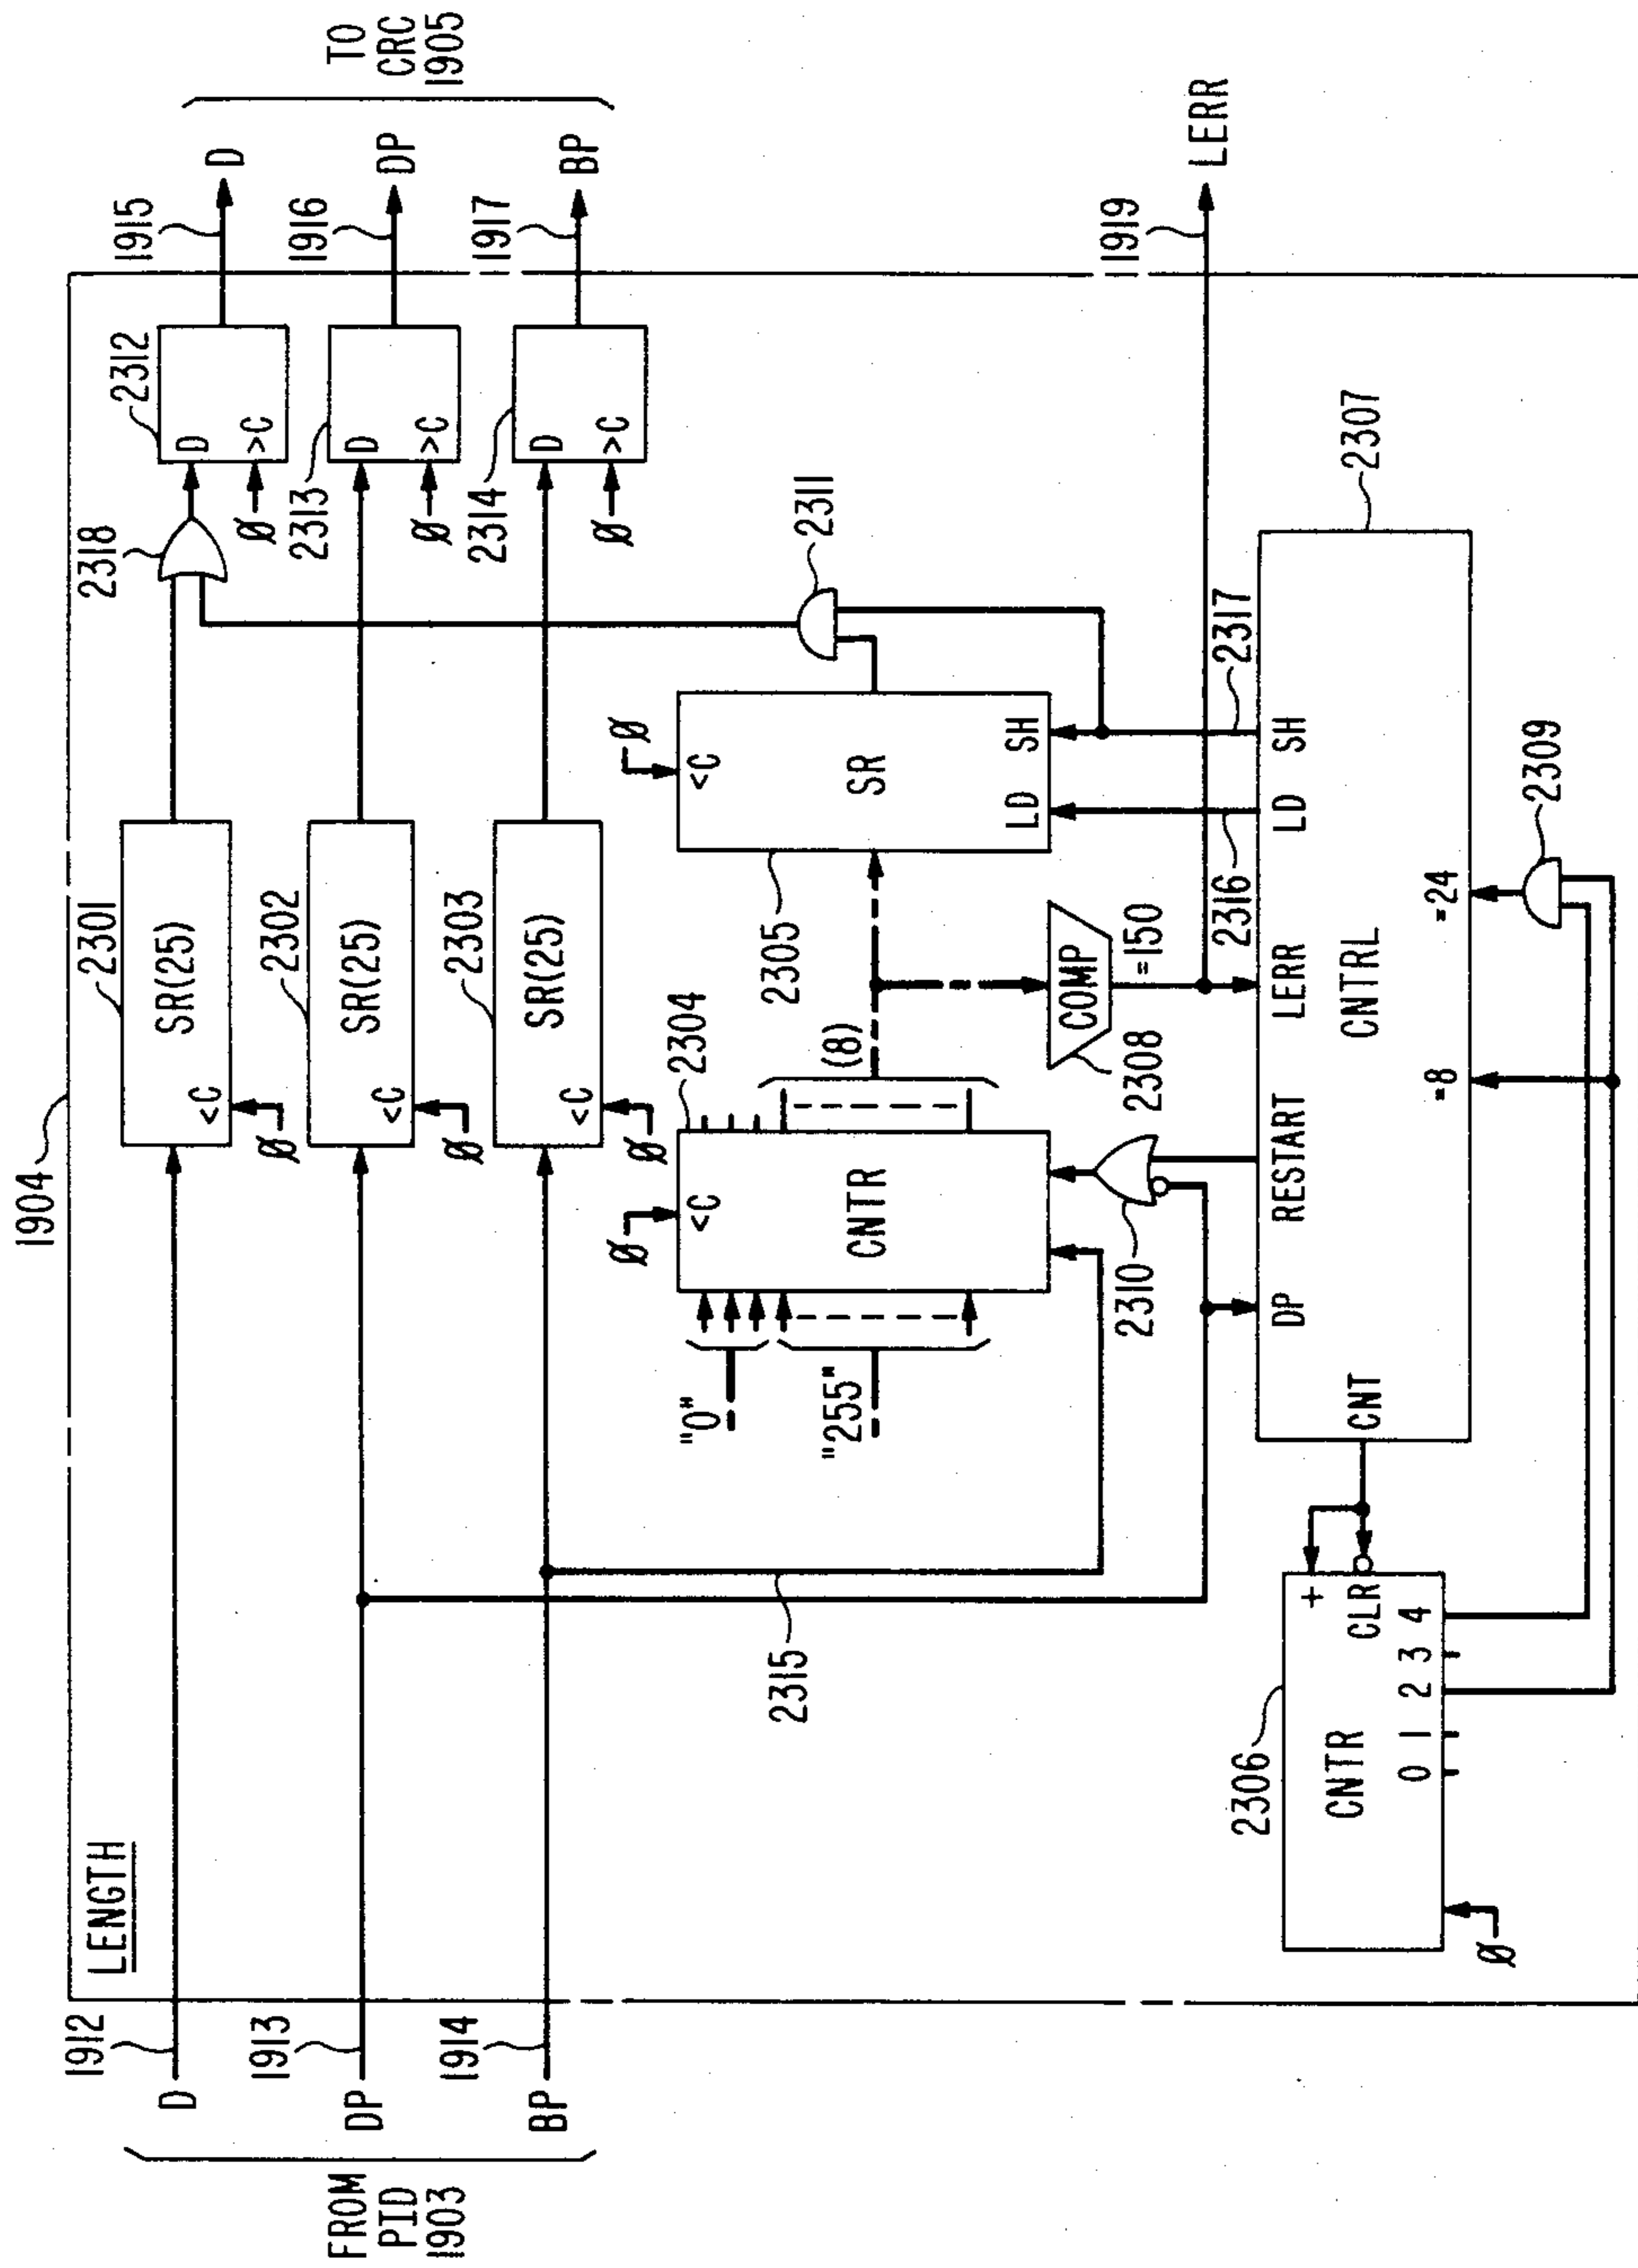 LENGTH
1904
FROM
PID
1903
D
1912
DP
1913
BP
1914
2301
SR(25)
<C
Ø
2302
SR(25)
<C
Ø
2303
SR(25)
<C
Ø
2318
2312
D
>C
Ø
2313
D
>C
Ø
2314
D
>C
Ø
1915
D
1916
DP
1917
BP
TO
CRC
1905
2304
Ø
<C
CNTR
"0"
"255"
(8)
2315
2310
2305
Ø
<C
SR
LD
SH
2311
COMP
2308
=150
2316
2317
1919
LERR
2307
DP
RESTART
LERR
LD
SH
CNT
CNTRL
=8
=24
2309
2306
CNTR
+
CLR
0 1 2 3 4
Ø